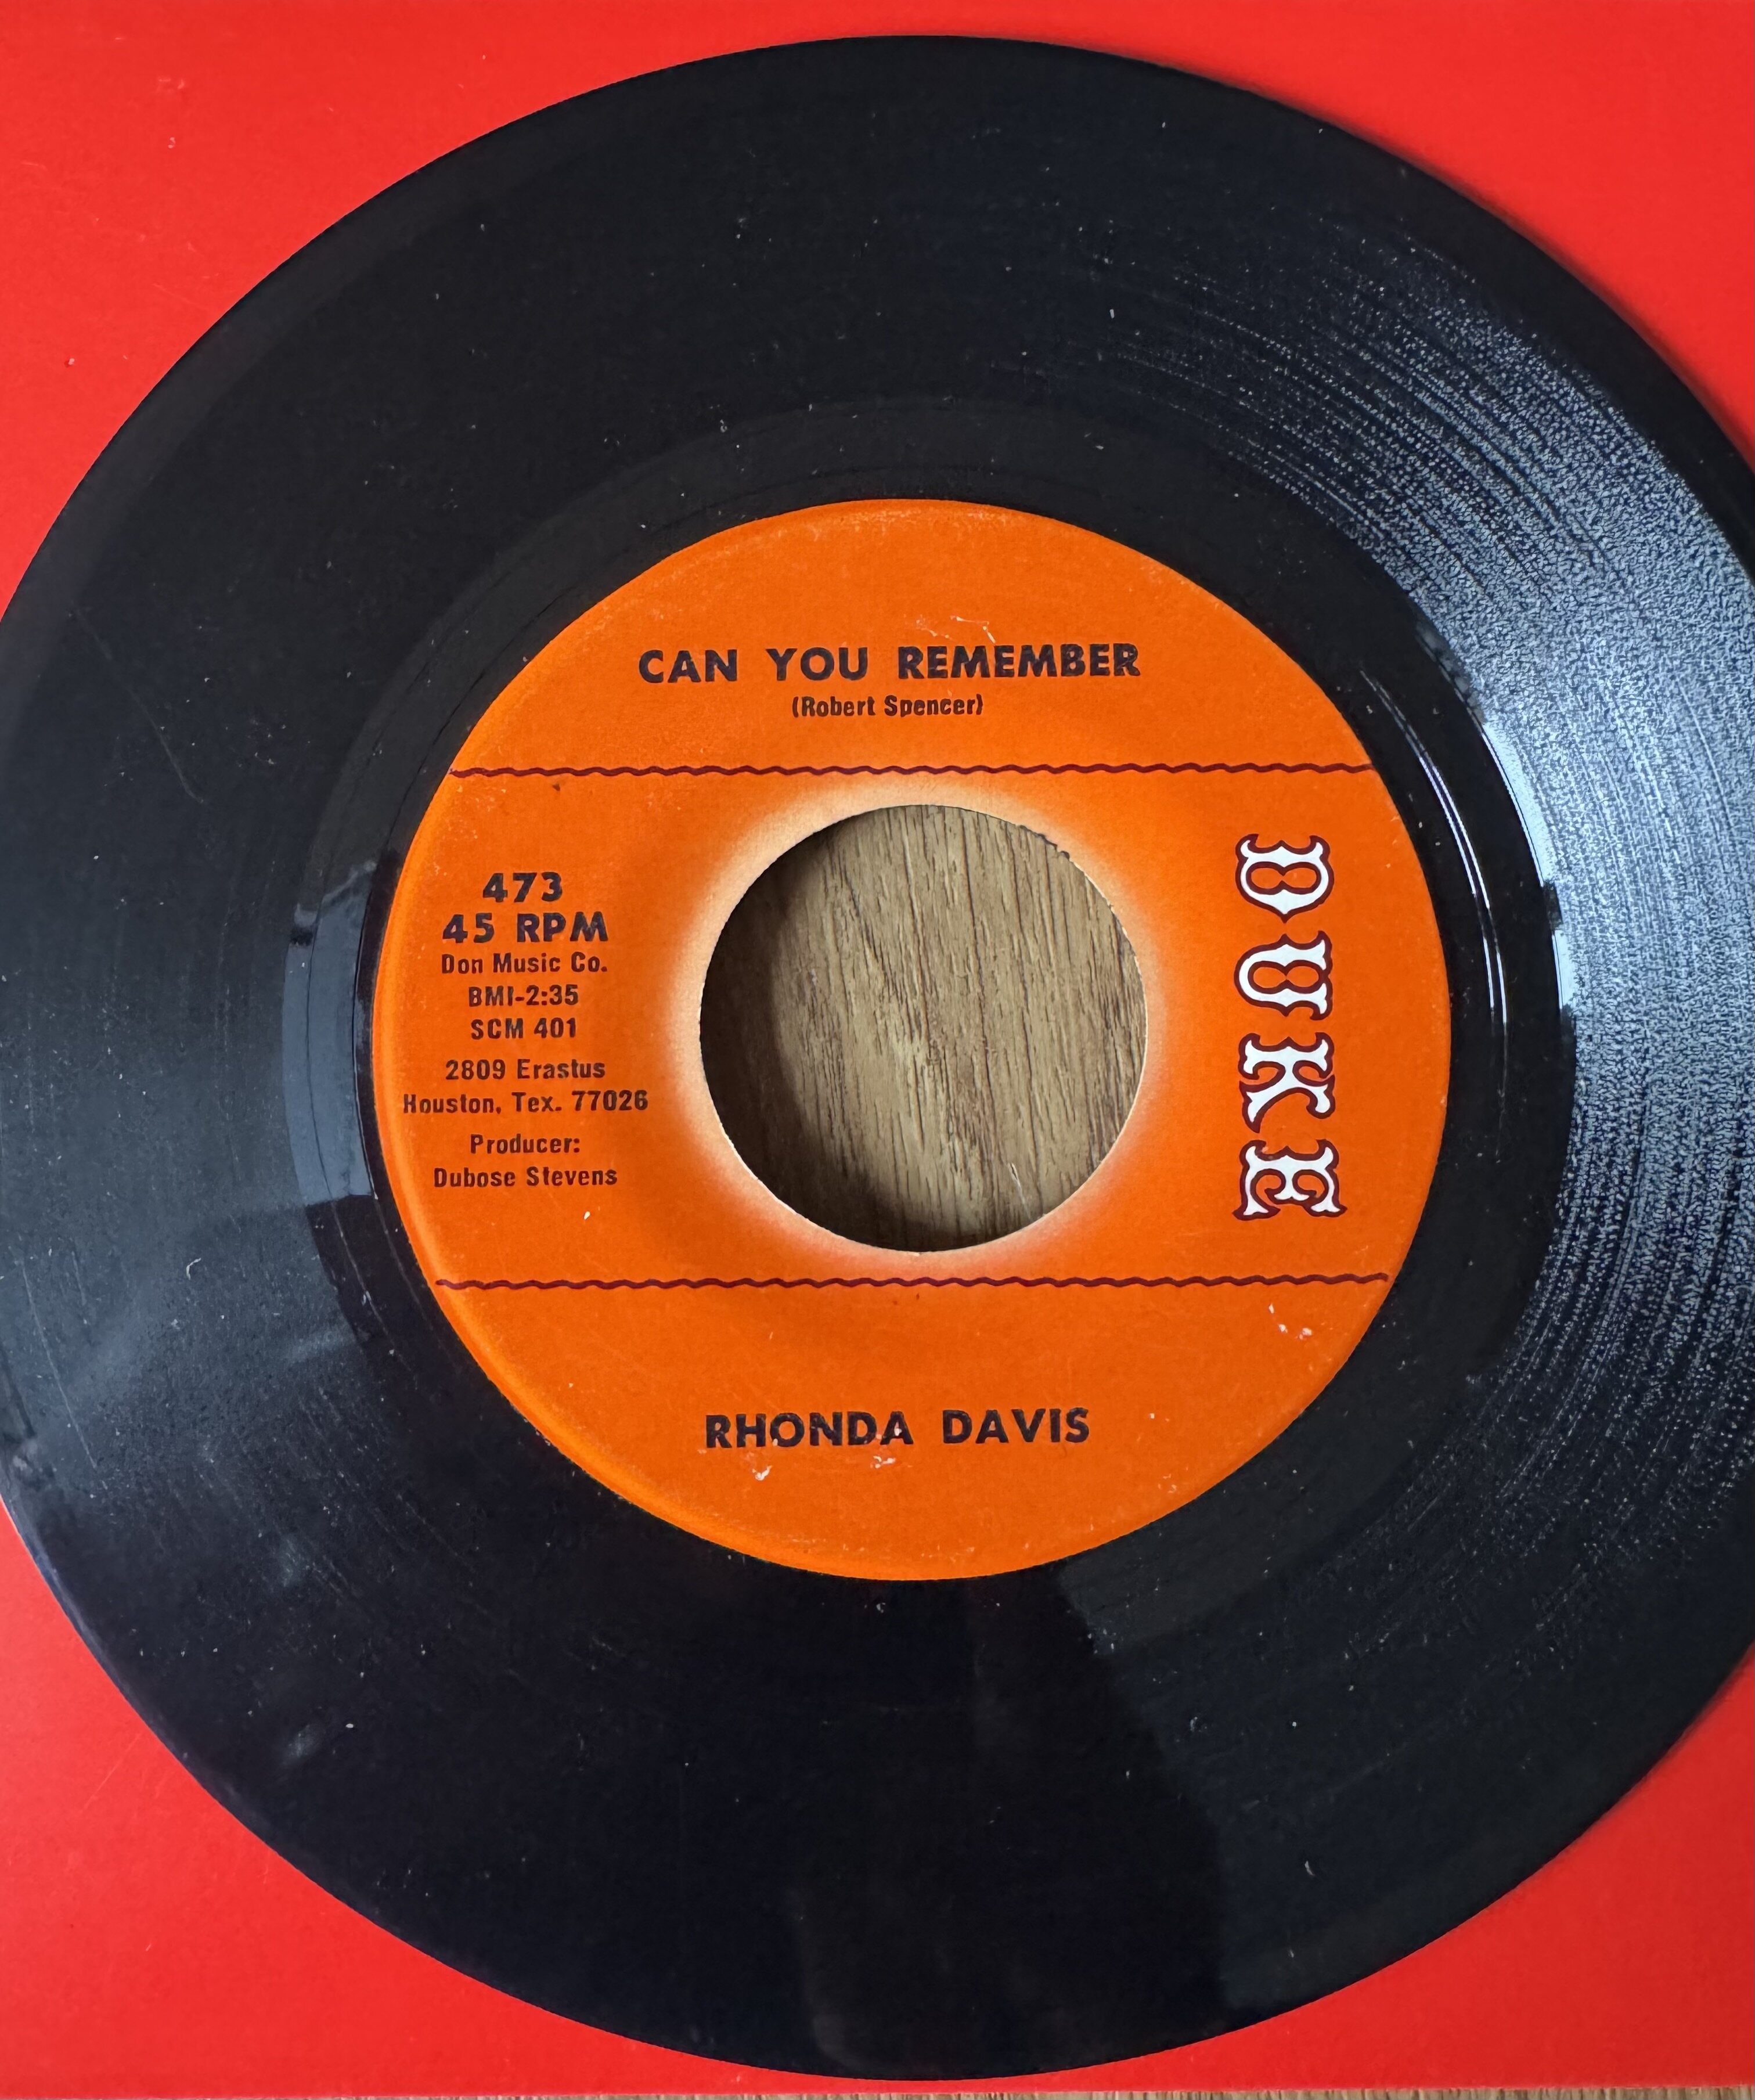 CAN YOU REMEMBER
(Robert Spencer)
473
45 RPM
Don Music Co.
BMI-2:35
SCM 401
2809 Erastus
Houston, Tex. 77026
Producer:
Dubose Stevens
DUKE
RHONDA DAVIS